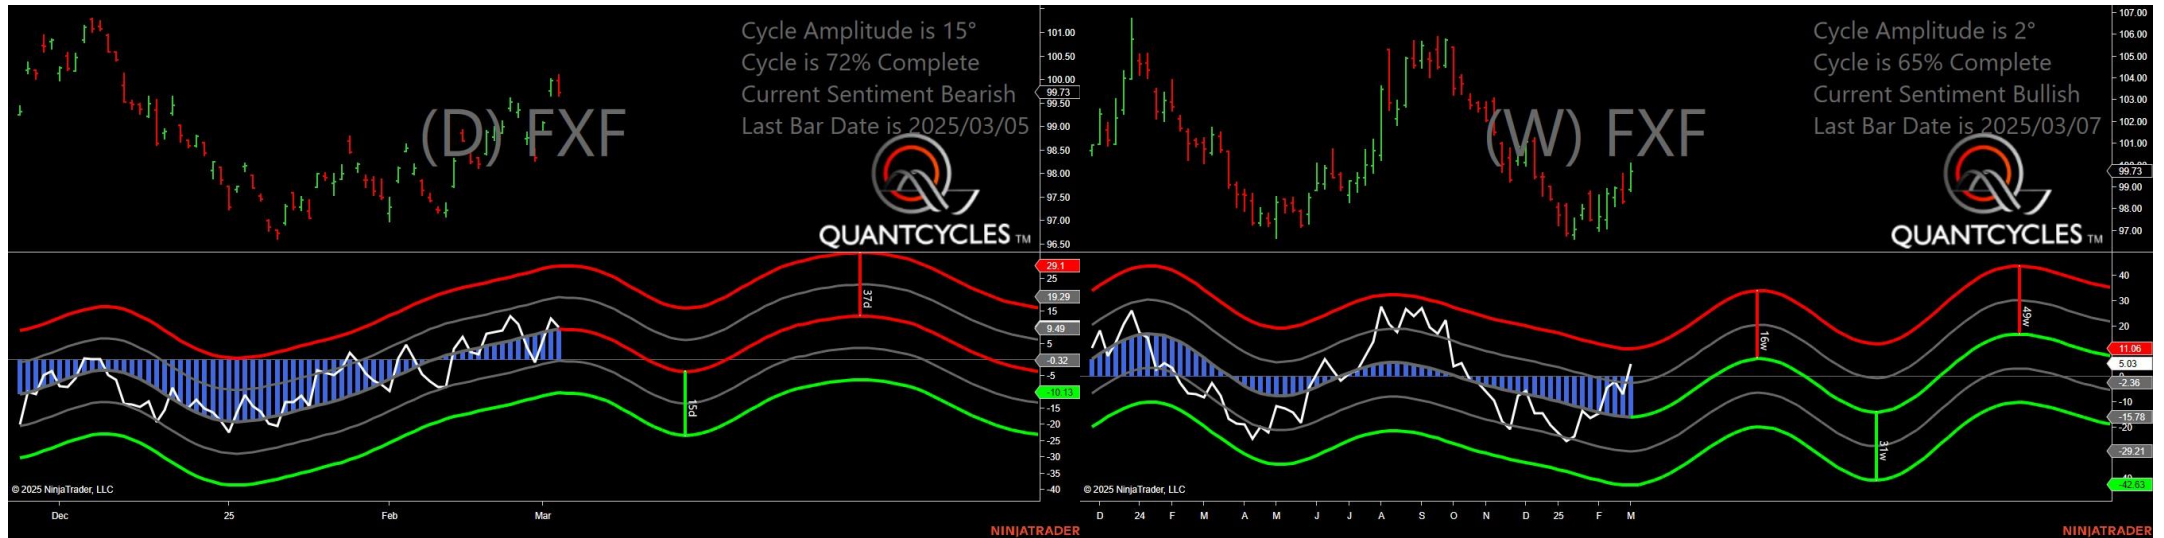 Cycle Amplitude is 15°
Cycle is 72% Complete
Current Sentiment Bearish
Last Bar Date is 2025/03/05
(D) FXF
QUANTCYCLES TM
101.00
100.50
100.00
99.73
99.50
99.00
98.50
98.00
97.50
97.00
96.50
29.1
25
19.29
15
9.49
5
-0.32
-5
-10.13
-15
-20
-25
-30
-35
-40
37d
15d
© 2025 NinjaTrader, LLC
Dec
25
Feb
Mar
NINJATRADER
Cycle Amplitude is 2°
Cycle is 65% Complete
Current Sentiment Bullish
Last Bar Date is 2025/03/07
(W) FXF
QUANTCYCLES TM
107.00
106.00
105.00
104.00
103.00
102.00
101.00
99.73
99.00
98.00
97.00
40
30
20
11.06
5.03
-2.36
-10
-15.78
-20
-29.21
-42.63
16w
49w
31w
© 2025 NinjaTrader, LLC
D
24
F
M
A
M
J
J
A
S
O
N
D
25
F
M
NINJATRADER